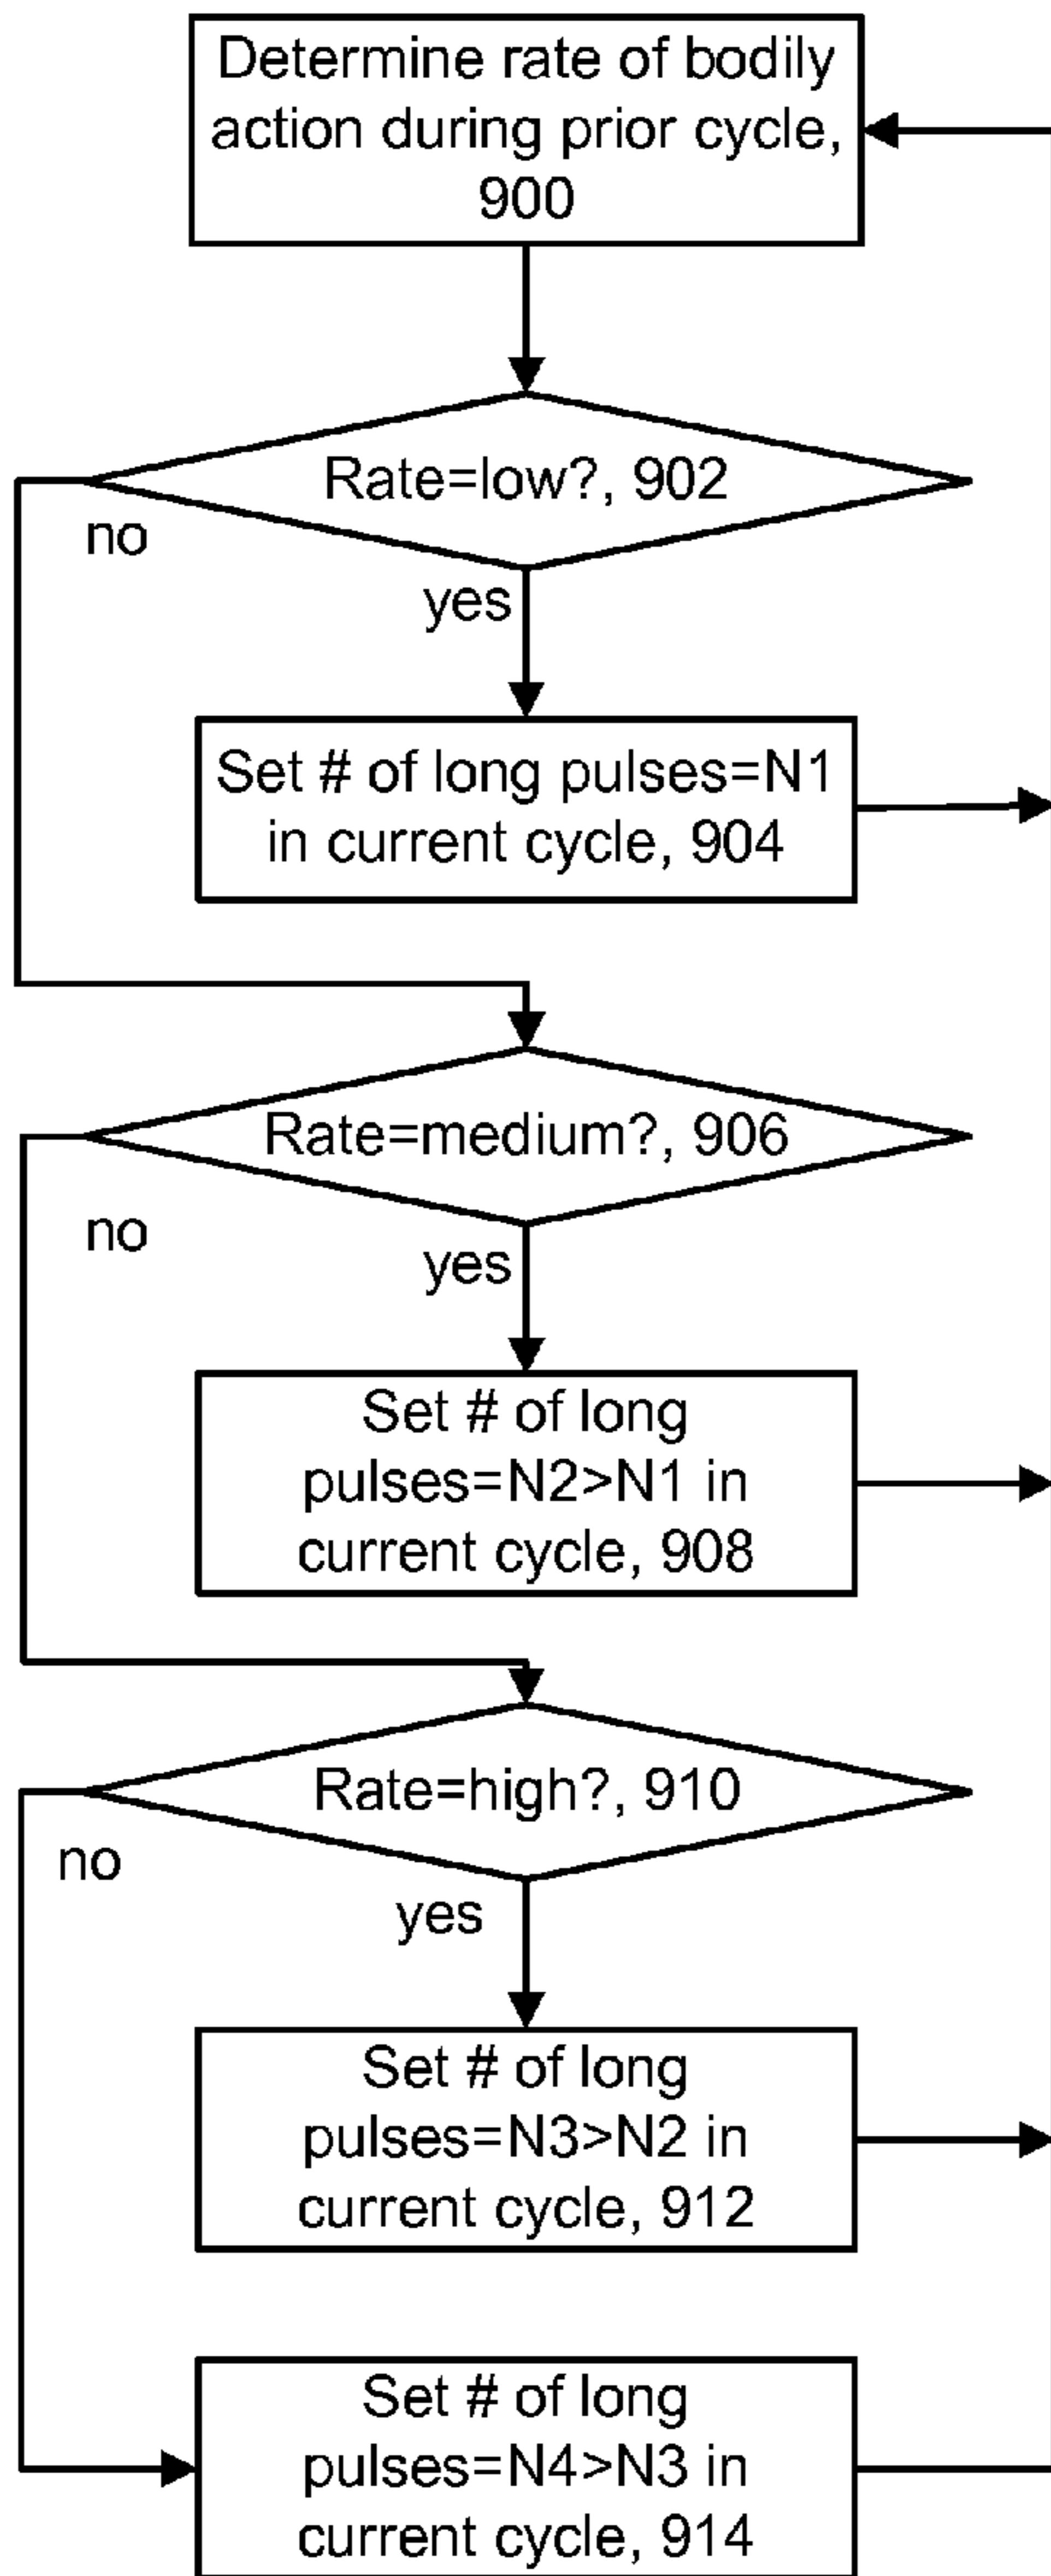 Determine rate of bodily
action during prior cycle,
900
Rate=low?, 902
no
yes
Set # of long pulses=N1
in current cycle, 904
Rate=medium?, 906
no
yes
Set # of long
pulses=N2>N1 in
current cycle, 908
Rate=high?, 910
no
yes
Set # of long
pulses=N3>N2 in
current cycle, 912
Set # of long
pulses=N4>N3 in
current cycle, 914